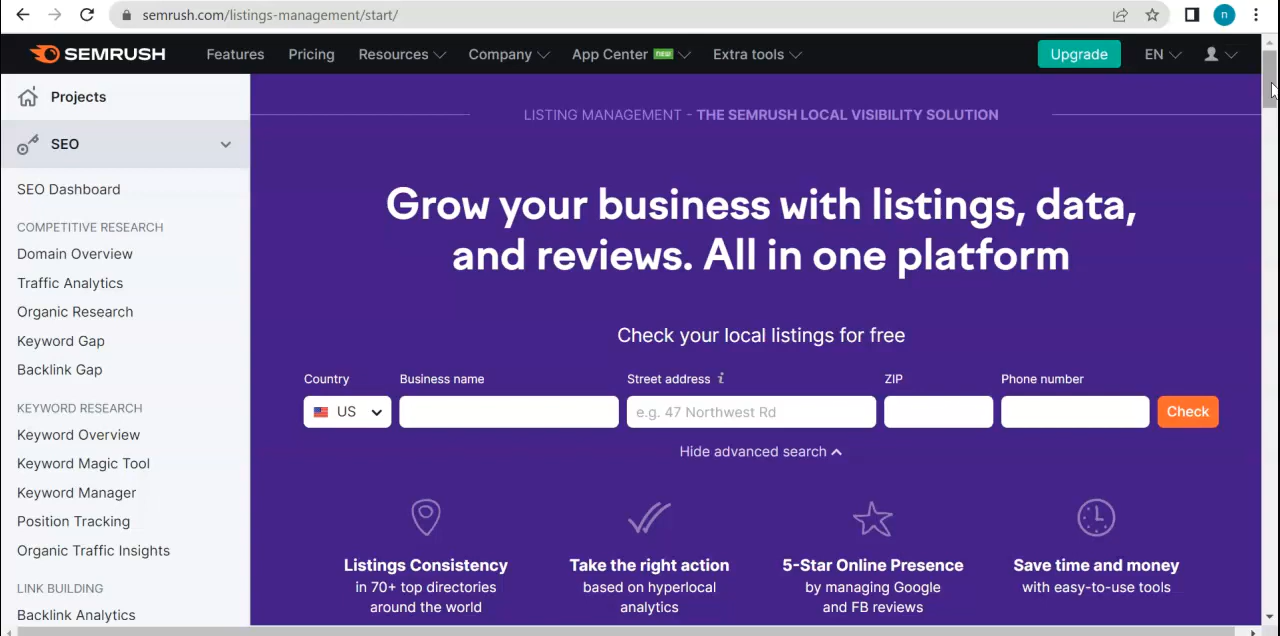 semrush.com/listings-management/start/
n
SEMRUSH
Features
Pricing
Resources
Company
App Center NEW
Extra tools
Upgrade
EN
Projects
SEO
SEO Dashboard
COMPETITIVE RESEARCH
Domain Overview
Traffic Analytics
Organic Research
Keyword Gap
Backlink Gap
KEYWORD RESEARCH
Keyword Overview
Keyword Magic Tool
Keyword Manager
Position Tracking
Organic Traffic Insights
LINK BUILDING
Backlink Analytics
LISTING MANAGEMENT - THE SEMRUSH LOCAL VISIBILITY SOLUTION
Grow your business with listings, data,
and reviews. All in one platform
Check your local listings for free
Country
Business name
Street address i
ZIP
Phone number
US
e.g. 47 Northwest Rd
Check
Hide advanced search
Listings Consistency
in 70+ top directories
around the world
Take the right action
based on hyperlocal
analytics
5-Star Online Presence
by managing Google
and FB reviews
Save time and money
with easy-to-use tools